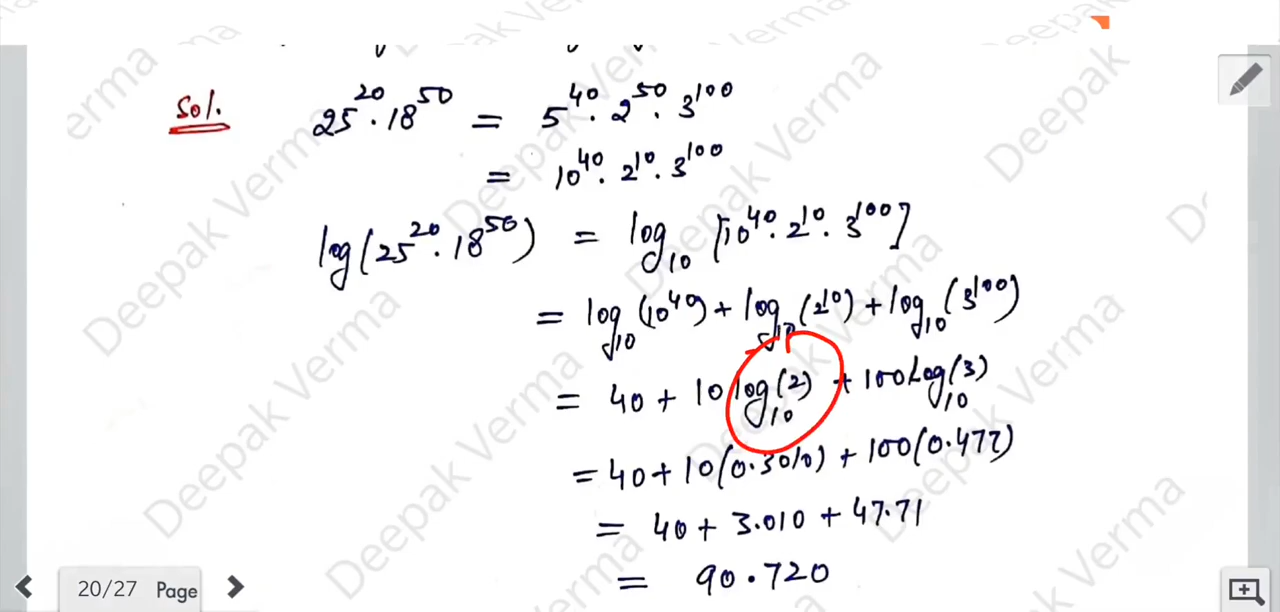 Sol. 25^20 · 18^50 = 5^40 · 2^50 · 3^100
= 10^40 · 2^10 · 3^100
log(25^20 · 18^50) = log_10 [10^40 · 2^10 · 3^100]
= log_10(10^40) + log_10(2^10) + log_10(3^100)
= 40 + 10 log_10(2) + 100 log_10(3)
= 40 + 10(0.3010) + 100(0.477)
= 40 + 3.010 + 47.71
= 90.720
20/27 Page
Deepak Verma